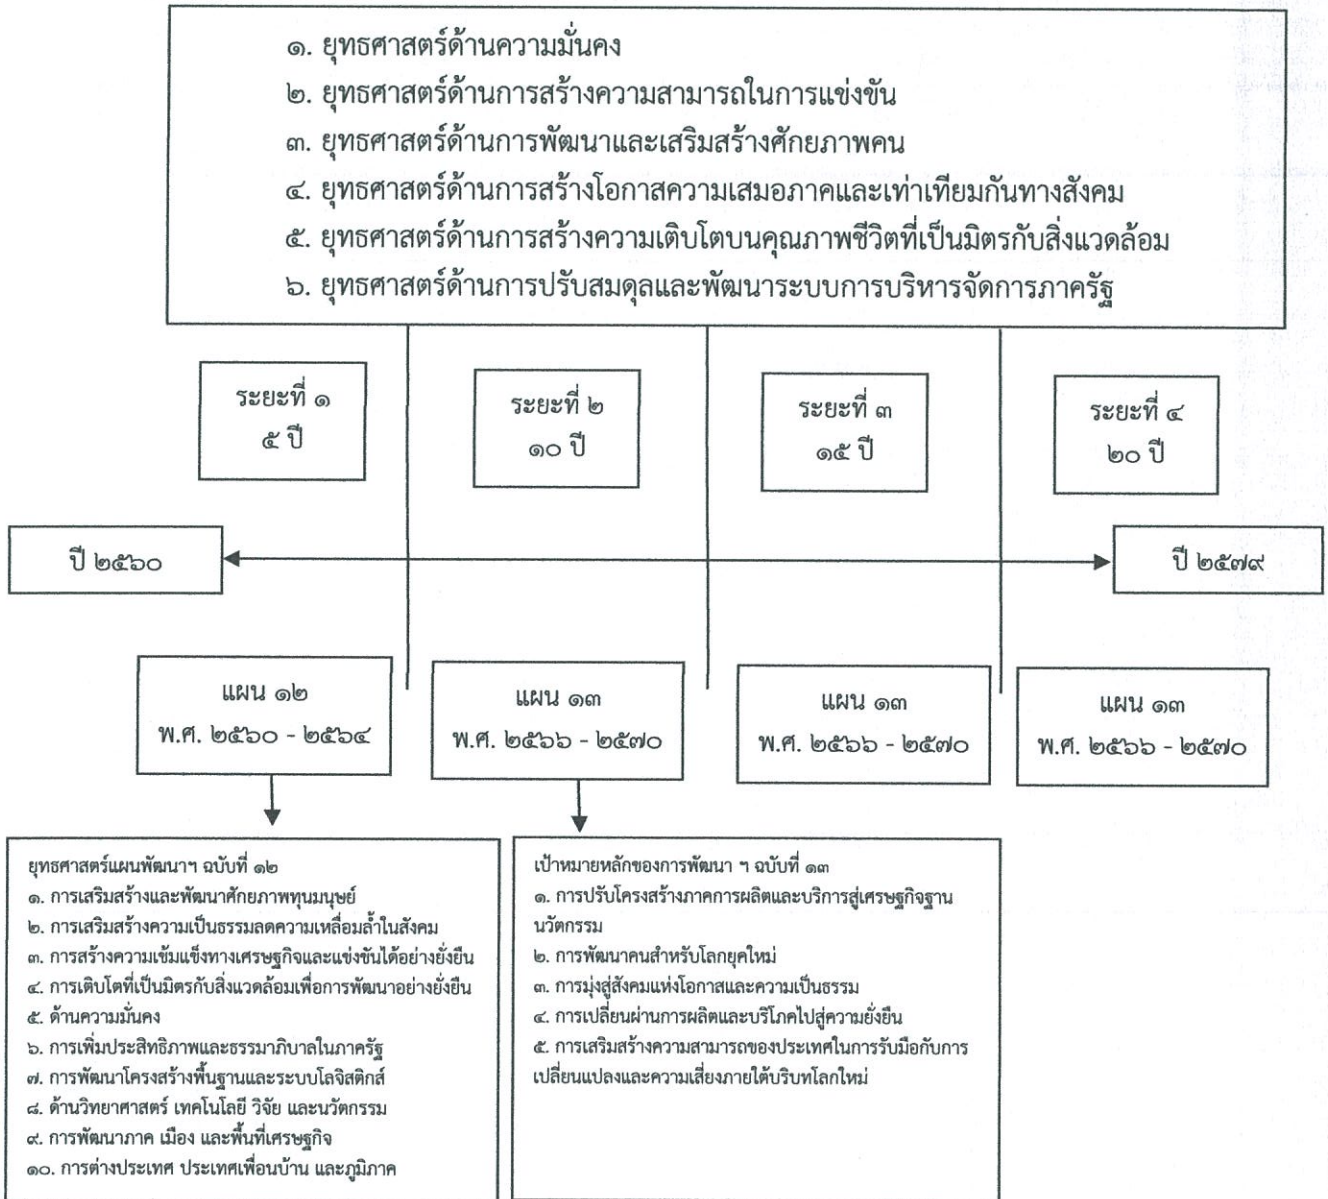 ๑. ยุทธศาสตร์ด้านความมั่นคง
๒. ยุทธศาสตร์ด้านการสร้างความสามารถในการแข่งขัน
๓. ยุทธศาสตร์ด้านการพัฒนาและเสริมสร้างศักยภาพคน
๔. ยุทธศาสตร์ด้านการสร้างโอกาสความเสมอภาคและเท่าเทียมกันทางสังคม
๕. ยุทธศาสตร์ด้านการสร้างความเติบโตบนคุณภาพชีวิตที่เป็นมิตรกับสิ่งแวดล้อม
๖. ยุทธศาสตร์ด้านการปรับสมดุลและพัฒนาระบบการบริหารจัดการภาครัฐ
ระยะที่ ๑
๕ ปี
ระยะที่ ๒
๑๐ ปี
ระยะที่ ๓
๑๕ ปี
ระยะที่ ๔
๒๐ ปี
ปี ๒๕๖๐
ปี ๒๕๗๙
แผน ๑๒
พ.ศ. ๒๕๖๐ - ๒๕๖๔
แผน ๑๓
พ.ศ. ๒๕๖๖ - ๒๕๗๐
แผน ๑๓
พ.ศ. ๒๕๖๖ - ๒๕๗๐
แผน ๑๓
พ.ศ. ๒๕๖๖ - ๒๕๗๐
ยุทธศาสตร์แผนพัฒนาฯ ฉบับที่ ๑๒
๑. การเสริมสร้างและพัฒนาศักยภาพทุนมนุษย์
๒. การเสริมสร้างความเป็นธรรมลดความเหลื่อมล้ำในสังคม
๓. การสร้างความเข้มแข็งทางเศรษฐกิจและแข่งขันได้อย่างยั่งยืน
๔. การเติบโตที่เป็นมิตรกับสิ่งแวดล้อมเพื่อการพัฒนาอย่างยั่งยืน
๕. ด้านความมั่นคง
๖. การเพิ่มประสิทธิภาพและธรรมาภิบาลในภาครัฐ
๗. การพัฒนาโครงสร้างพื้นฐานและระบบโลจิสติกส์
๘. ด้านวิทยาศาสตร์ เทคโนโลยี วิจัย และนวัตกรรม
๙. การพัฒนาภาค เมือง และพื้นที่เศรษฐกิจ
๑๐. การต่างประเทศ ประเทศเพื่อนบ้าน และภูมิภาค
เป้าหมายหลักของการพัฒนา ฯ ฉบับที่ ๑๓
๑. การปรับโครงสร้างภาคการผลิตและบริการสู่เศรษฐกิจฐาน
นวัตกรรม
๒. การพัฒนาคนสำหรับโลกยุคใหม่
๓. การมุ่งสู่สังคมแห่งโอกาสและความเป็นธรรม
๔. การเปลี่ยนผ่านการผลิตและบริโภคไปสู่ความยั่งยืน
๕. การเสริมสร้างความสามารถของประเทศในการรับมือกับการ
เปลี่ยนแปลงและความเสี่ยงภายใต้บริบทโลกใหม่